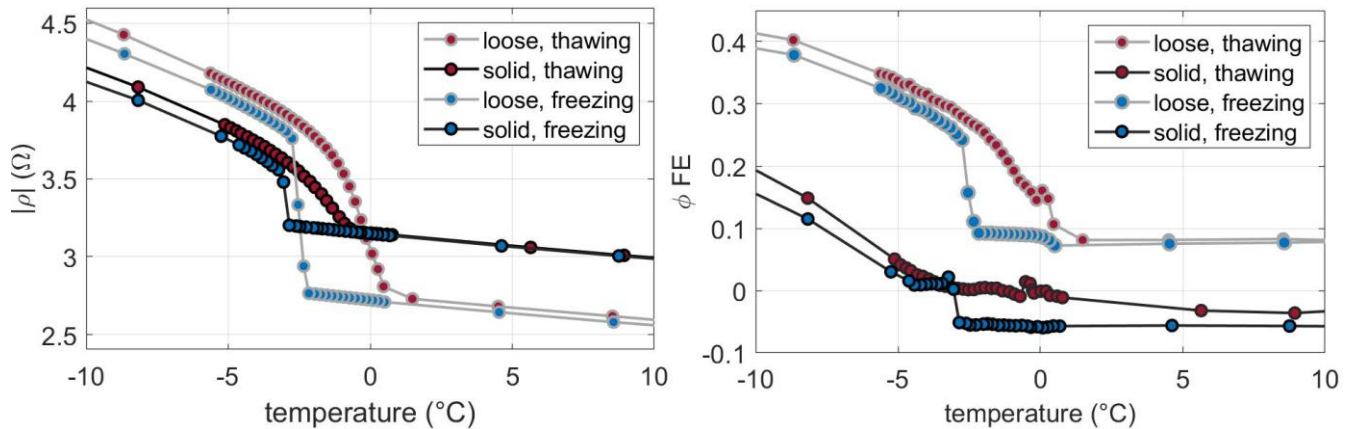 4.5
4
3.5
3
2.5
|ρ| (Ω)
-10
-5
0
5
10
temperature (°C)
loose, thawing
solid, thawing
loose, freezing
solid, freezing
0.4
0.3
0.2
0.1
0
-0.1
ϕ FE
-10
-5
0
5
10
temperature (°C)
loose, thawing
solid, thawing
loose, freezing
solid, freezing